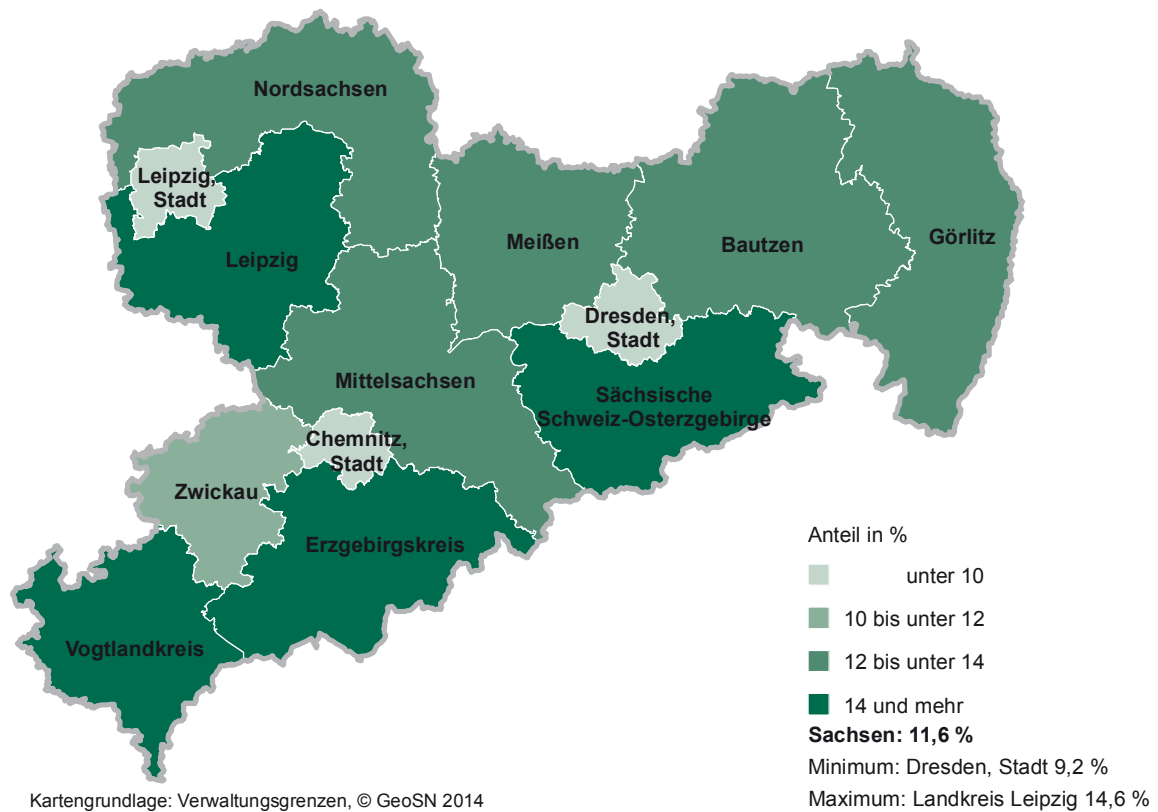 Nordsachsen
Leipzig,
Stadt
Leipzig
Meißen
Bautzen
Görlitz
Dresden,
Stadt
Mittelsachsen
Sächsische
Schweiz-Osterzgebirge
Chemnitz,
Stadt
Zwickau
Erzgebirgskreis
Vogtlandkreis
Anteil in %
unter 10
10 bis unter 12
12 bis unter 14
14 und mehr
Sachsen: 11,6 %
Minimum: Dresden, Stadt 9,2 %
Maximum: Landkreis Leipzig 14,6 %
Kartengrundlage: Verwaltungsgrenzen, © GeoSN 2014